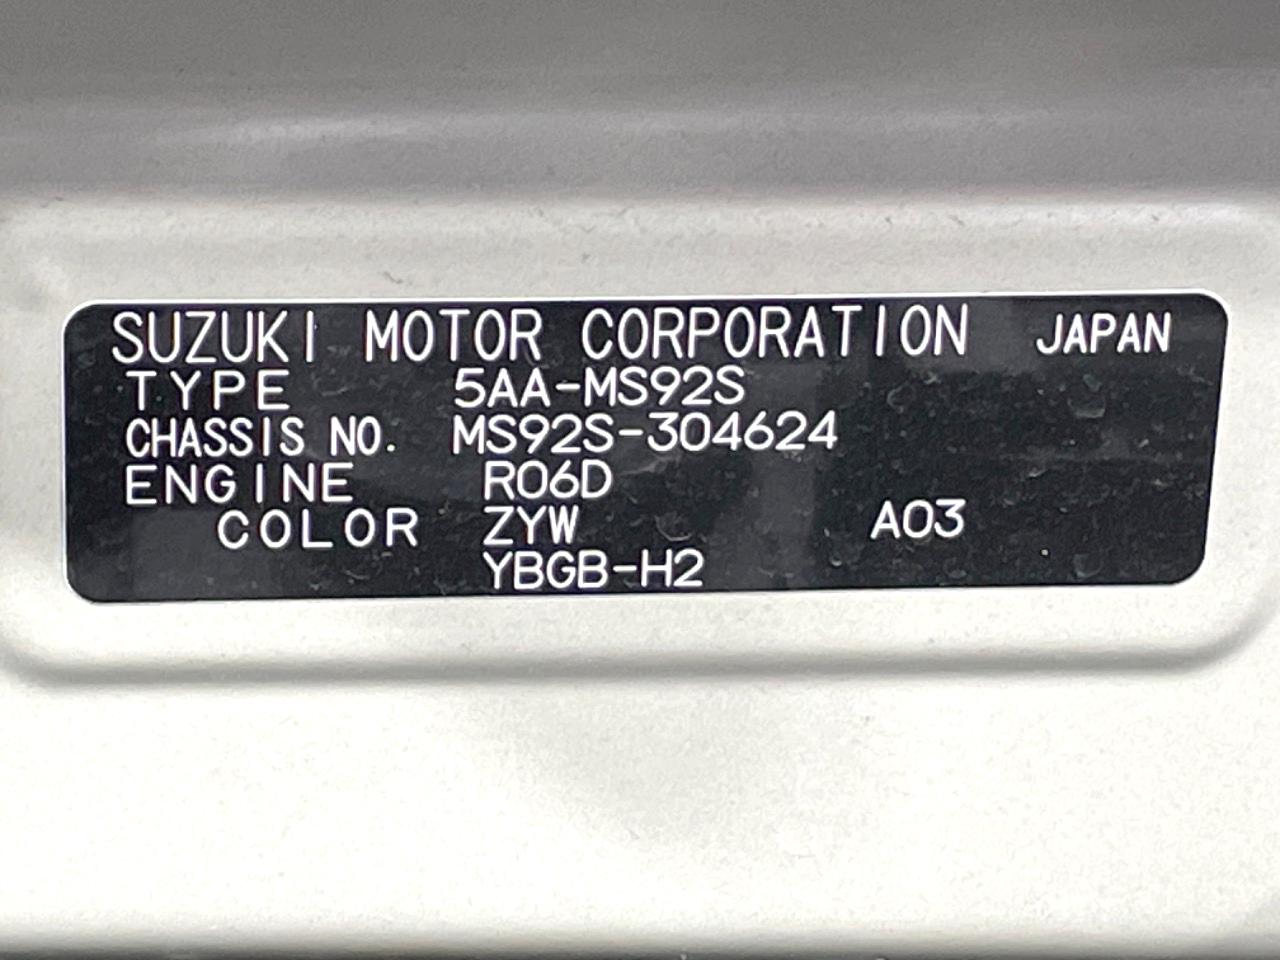 SUZUKI MOTOR CORPORATION JAPAN
TYPE 5AA-MS92S
CHASSIS NO. MS92S-304624
ENGINE R06D
COLOR ZYW A03
YBGB-H2